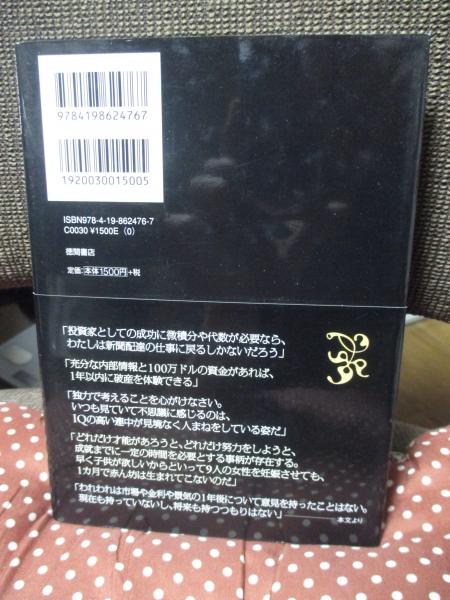 9784198624767
1920030015005
ISBN978-4-19-862476-7
C0030 ¥1500E (0)
徳間書店
定価:本体1500円+税
「投資家としての成功に微積分や代数が必要なら、
わたしは新聞配達の仕事に戻るしかないだろう」
「充分な内部情報と100万ドルの資金があれば、
1年以内に破産を体験できる」
「独力で考えることを心がけなさい。
いつも見ていて不思議に感じるのは、
IQの高い連中が見境なく人まねをしている姿だ」
「どれだけ才能があろうと、どれだけ努力をしようと、
成就までに一定の時間を必要とする事柄が存在する。
早く子供が欲しいからといって9人の女性を妊娠させても、
1カ月で赤ん坊は生まれてこないのだ」
「われわれは市場や金利や景気の1年後について意見を持ったことはない。
現在も持っていないし、将来も持つつもりはない」
本文より